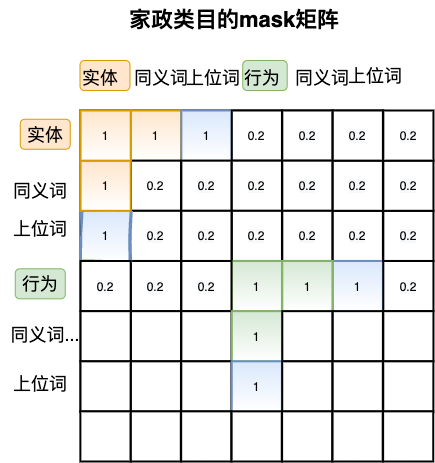 家政类目的mask矩阵
实体 同义词上位词 行为 同义词上位词
实体 1 1 1 0.2 0.2 0.2 0.2
同义词 1 0.2 0.2 0.2 0.2 0.2 0.2
上位词 1 0.2 0.2 0.2 0.2 0.2 0.2
行为 0.2 0.2 0.2 1 1 1 0.2
同义词... 1
上位词 1